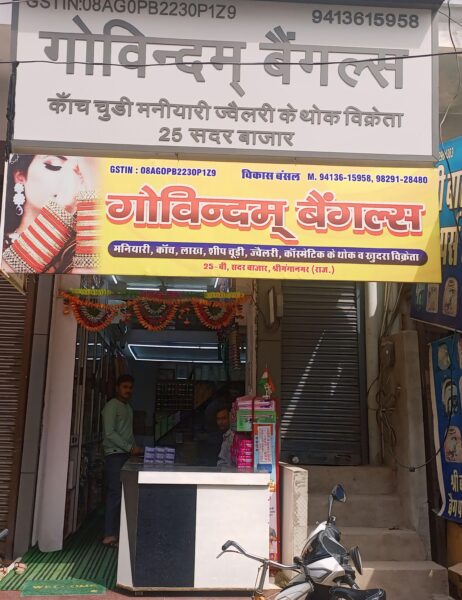 GSTIN:08AGOPB2230P1Z9 9413615958
गोविन्दम् बैंगल्स
काँच चुडी मनीयारी ज्वैलरी के थोक विक्रेता
25 सदर बाजार
GSTIN : 08AGOPB2230P1Z9 विकास बंसल M. 94136-15958, 98291-28480
गोविन्दम् बैंगल्स
मनियारी, काँच, लाख, शीप चूड़ी, ज्वैलरी, कॉस्मेटिक के थोक व खुदरा विक्रेता
25-बी, सदर बाजार, श्रीगंगानगर (राज.)
WELCOME